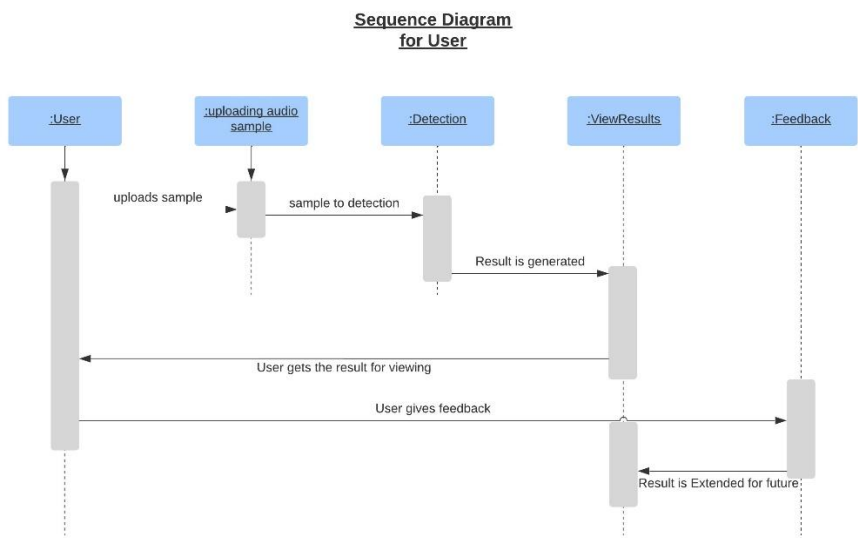 Sequence Diagram
for User
:User
:uploading audio
sample
:Detection
:ViewResults
:Feedback
uploads sample
sample to detection
Result is generated
User gets the result for viewing
User gives feedback
Result is Extended for future